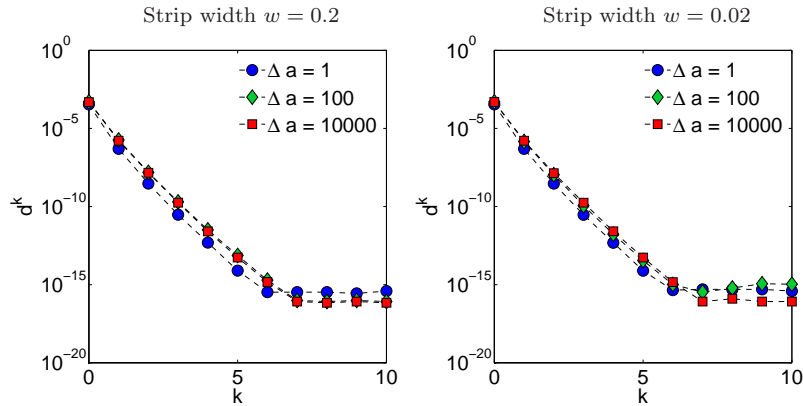 Strip width w = 0.2
10^0
10^-5
10^-10
10^-15
10^-20
d^k
Δ a = 1
Δ a = 100
Δ a = 10000
0 5 10
k
Strip width w = 0.02
10^0
10^-5
10^-10
10^-15
10^-20
d^k
Δ a = 1
Δ a = 100
Δ a = 10000
0 5 10
k